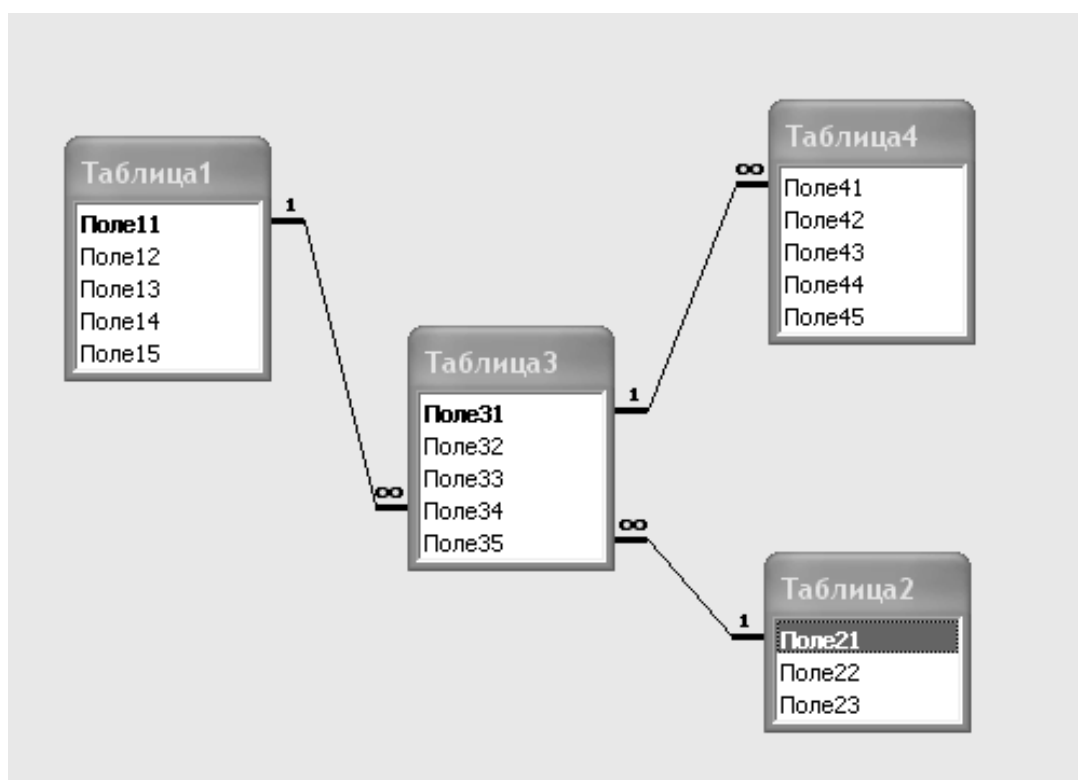 Таблица1
Поле11
Поле12
Поле13
Поле14
Поле15
1
∞
Таблица3
Поле31
Поле32
Поле33
Поле34
Поле35
1
∞
∞
1
Таблица4
Поле41
Поле42
Поле43
Поле44
Поле45
Таблица2
Поле21
Поле22
Поле23